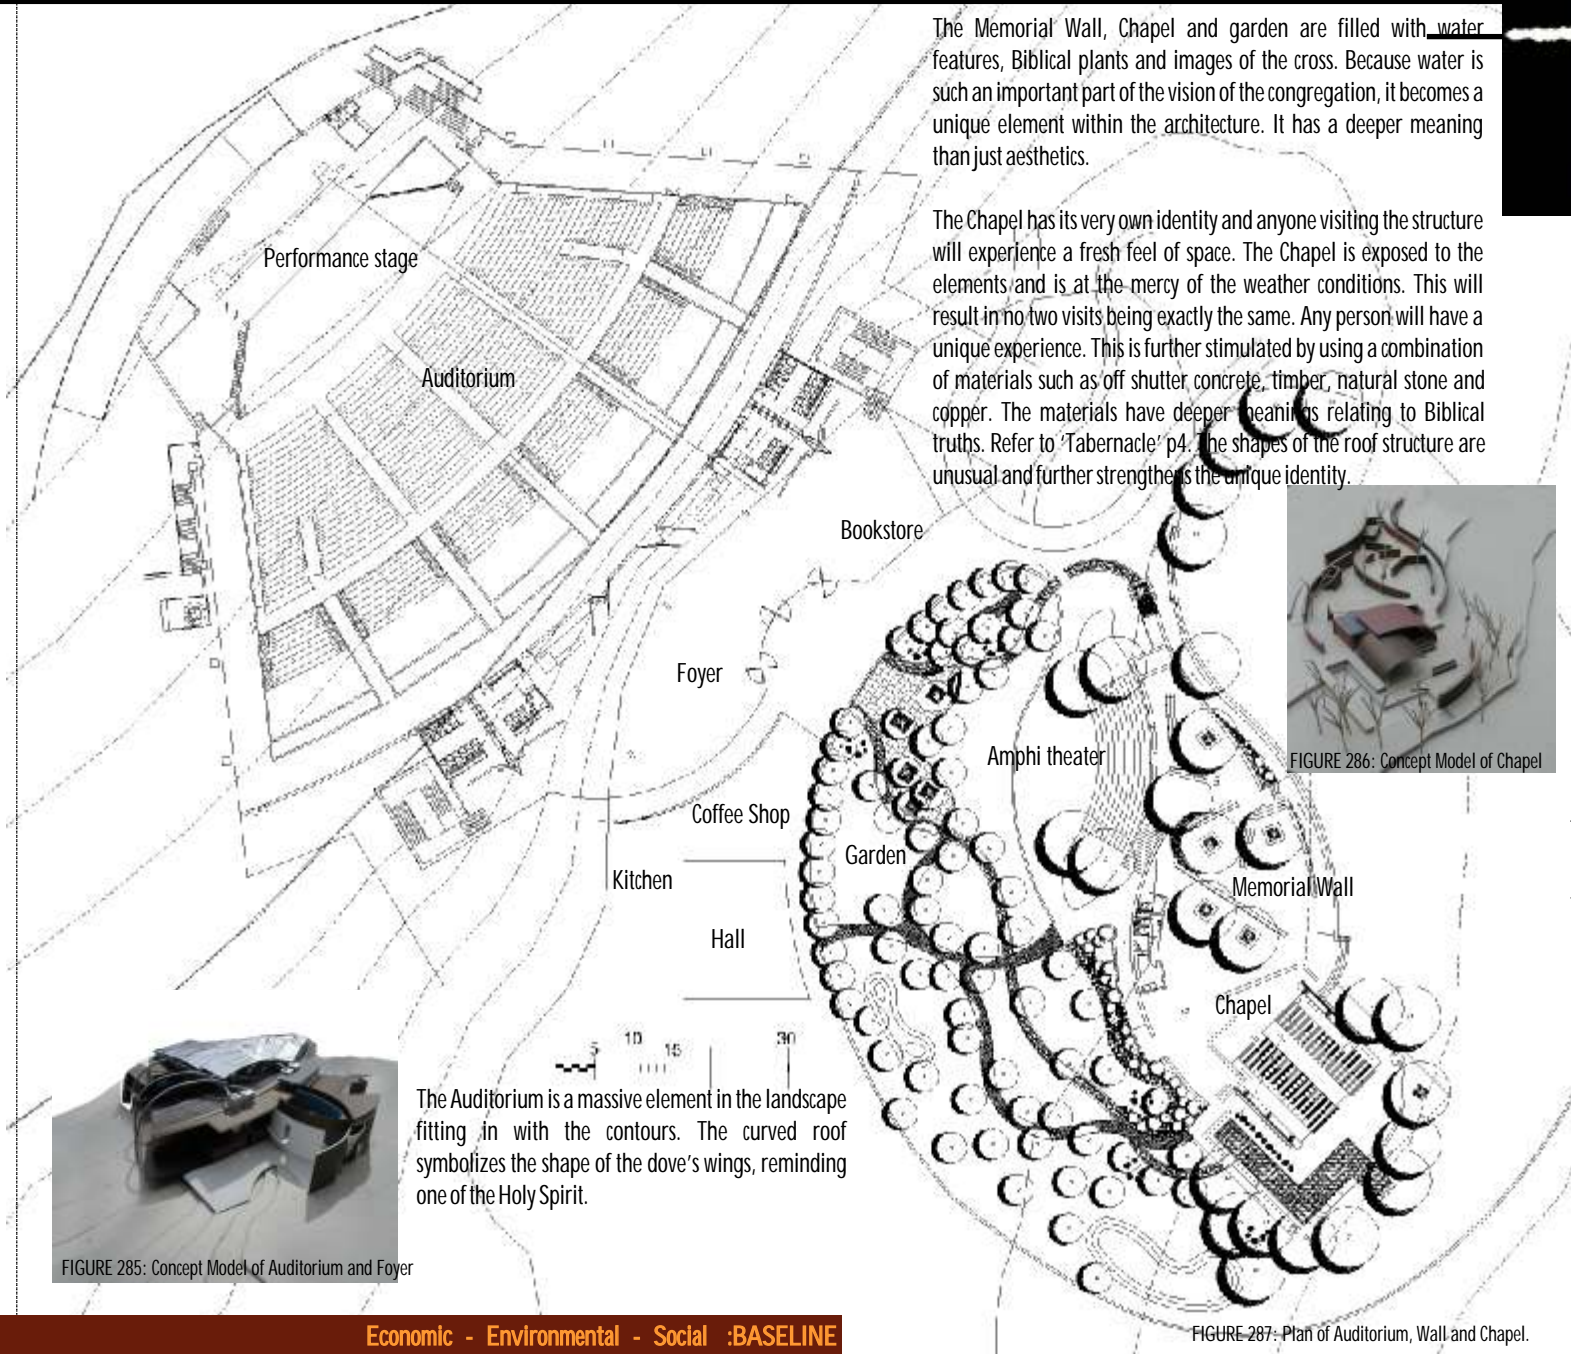 The Memorial Wall, Chapel and garden are filled with water
features, Biblical plants and images of the cross. Because water is
such an important part of the vision of the congregation, it becomes a
unique element within the architecture. It has a deeper meaning
than just aesthetics.
The Chapel has its very own identity and anyone visiting the structure
will experience a fresh feel of space. The Chapel is exposed to the
elements and is at the mercy of the weather conditions. This will
result in no two visits being exactly the same. Any person will have a
unique experience. This is further stimulated by using a combination
of materials such as off shutter concrete, timber, natural stone and
copper. The materials have deeper meanings relating to Biblical
truths. Refer to ‘Tabernacle’ p4. The shapes of the roof structure are
unusual and further strengthens the unique identity.
Performance stage
Auditorium
Bookstore
Foyer
Amphi theater
FIGURE 286: Concept Model of Chapel
Coffee Shop
Garden
Kitchen
Memorial Wall
Hall
Chapel
5 10 15 30
The Auditorium is a massive element in the landscape
fitting in with the contours. The curved roof
symbolizes the shape of the dove’s wings, reminding
one of the Holy Spirit.
FIGURE 285: Concept Model of Auditorium and Foyer
Economic - Environmental - Social :BASELINE
FIGURE 287: Plan of Auditorium, Wall and Chapel.